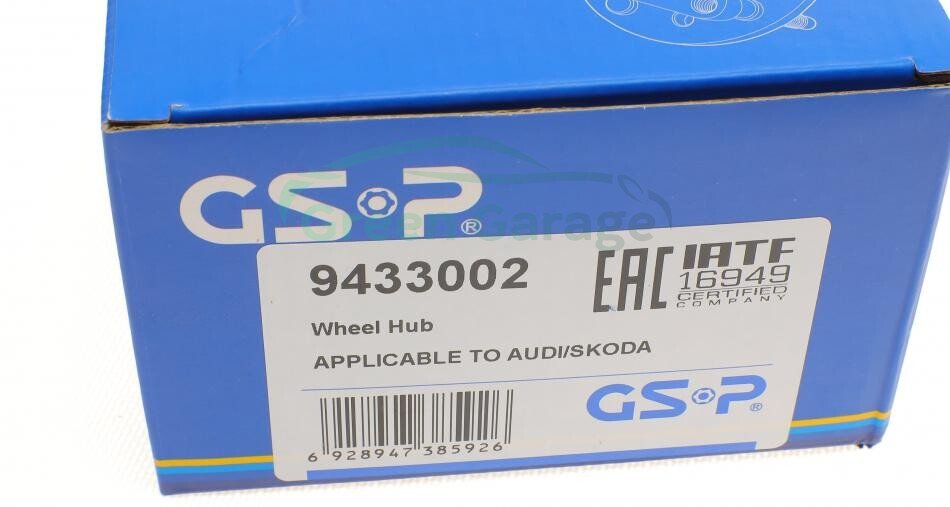 GSP®
Green Garage
9433002
EAC
IATF
16949
CERTIFIED
COMPANY
Wheel Hub
APPLICABLE TO AUDI/SKODA
GSP®
6 928947 385926